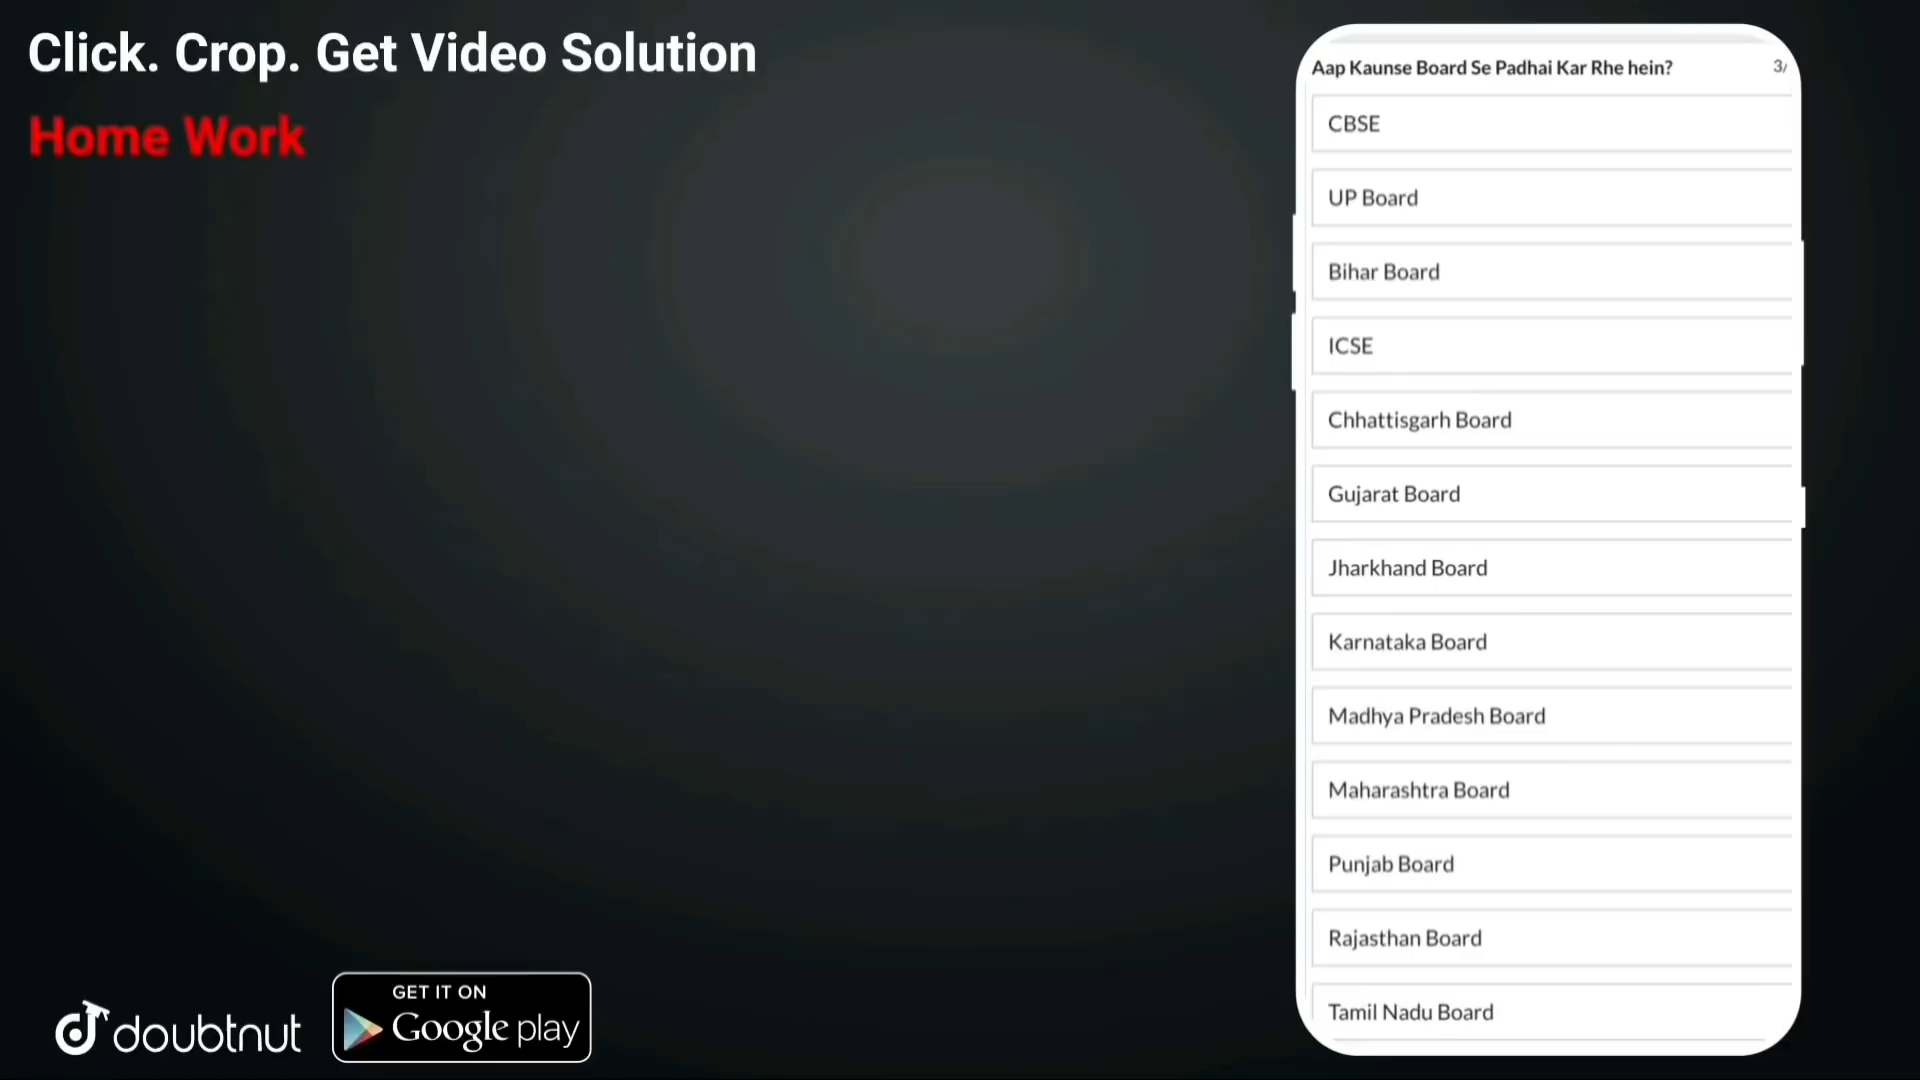 Click. Crop. Get Video Solution
Home Work
Aap Kaunse Board Se Padhai Kar Rhe hein? 3/
CBSE
UP Board
Bihar Board
ICSE
Chhattisgarh Board
Gujarat Board
Jharkhand Board
Karnataka Board
Madhya Pradesh Board
Maharashtra Board
Punjab Board
Rajasthan Board
Tamil Nadu Board
doubtnut
GET IT ON
Google play